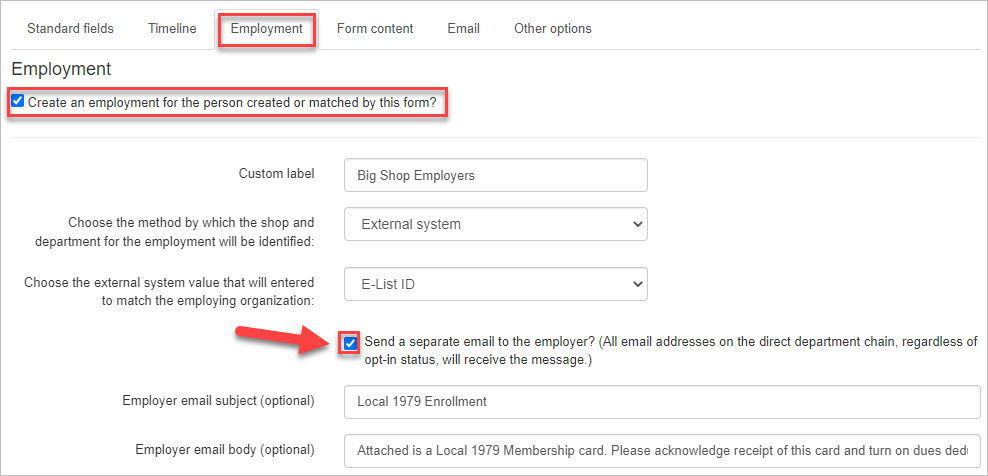 Standard fields Timeline Employment Form content Email Other options
Employment
Create an employment for the person created or matched by this form?
Custom label Big Shop Employers
Choose the method by which the shop and
department for the employment will be identified:
External system
Choose the external system value that will entered
to match the employing organization:
E-List ID
Send a separate email to the employer? (All email addresses on the direct department chain, regardless of
opt-in status, will receive the message.)
Employer email subject (optional) Local 1979 Enrollment
Employer email body (optional) Attached is a Local 1979 Membership card. Please acknowledge receipt of this card and turn on dues